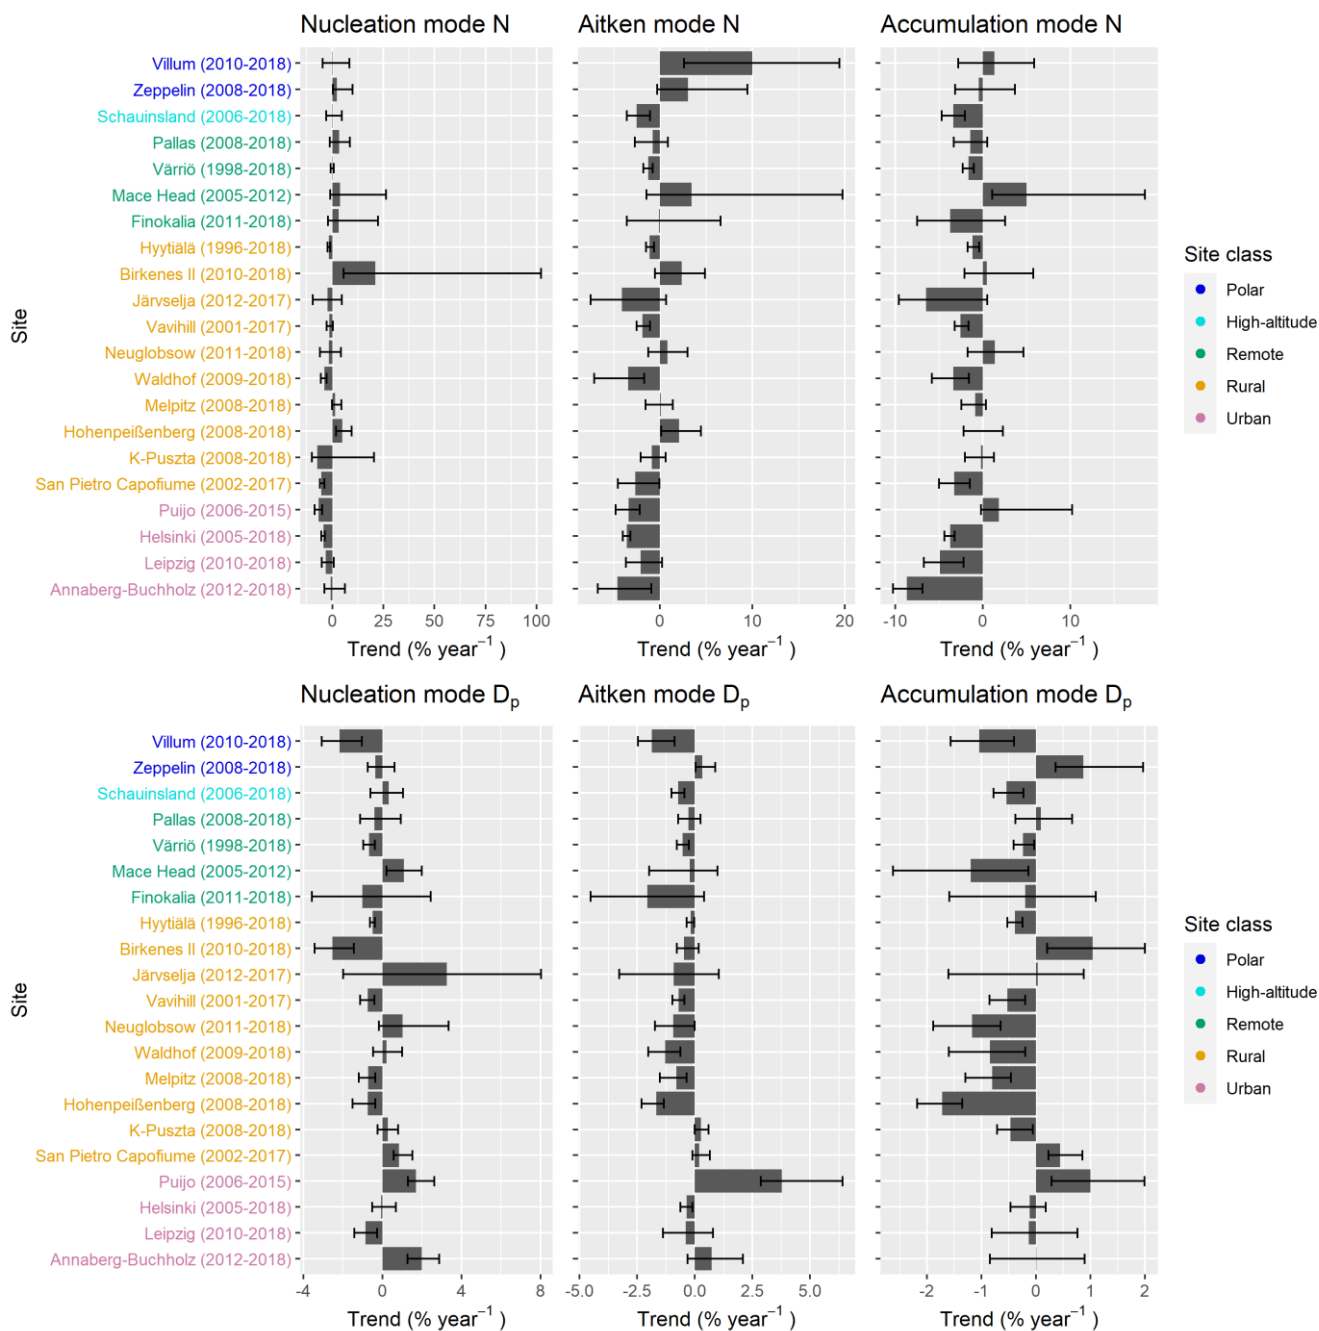 Nucleation mode N
Aitken mode N
Accumulation mode N
Site
Villum (2010-2018)
Zeppelin (2008-2018)
Schauinsland (2006-2018)
Pallas (2008-2018)
Värriö (1998-2018)
Mace Head (2005-2012)
Finokalia (2011-2018)
Hyytiälä (1996-2018)
Birkenes II (2010-2018)
Järvselja (2012-2017)
Vavihill (2001-2017)
Neuglobsow (2011-2018)
Waldhof (2009-2018)
Melpitz (2008-2018)
Hohenpeißenberg (2008-2018)
K-Puszta (2008-2018)
San Pietro Capofiume (2002-2017)
Puijo (2006-2015)
Helsinki (2005-2018)
Leipzig (2010-2018)
Annaberg-Buchholz (2012-2018)
0 25 50 75 100
0 20
-10 0 10
Trend (% year⁻¹ )
Trend (% year⁻¹ )
Trend (% year⁻¹ )
Site class
Polar
High-altitude
Remote
Rural
Urban
Nucleation mode Dₚ
Aitken mode Dₚ
Accumulation mode Dₚ
Site
Villum (2010-2018)
Zeppelin (2008-2018)
Schauinsland (2006-2018)
Pallas (2008-2018)
Värriö (1998-2018)
Mace Head (2005-2012)
Finokalia (2011-2018)
Hyytiälä (1996-2018)
Birkenes II (2010-2018)
Järvselja (2012-2017)
Vavihill (2001-2017)
Neuglobsow (2011-2018)
Waldhof (2009-2018)
Melpitz (2008-2018)
Hohenpeißenberg (2008-2018)
K-Puszta (2008-2018)
San Pietro Capofiume (2002-2017)
Puijo (2006-2015)
Helsinki (2005-2018)
Leipzig (2010-2018)
Annaberg-Buchholz (2012-2018)
-4 0 4 8
-5.0 -2.5 0.0 2.5 5.0
-2 -1 0 1 2
Trend (% year⁻¹ )
Trend (% year⁻¹ )
Trend (% year⁻¹ )
Site class
Polar
High-altitude
Remote
Rural
Urban